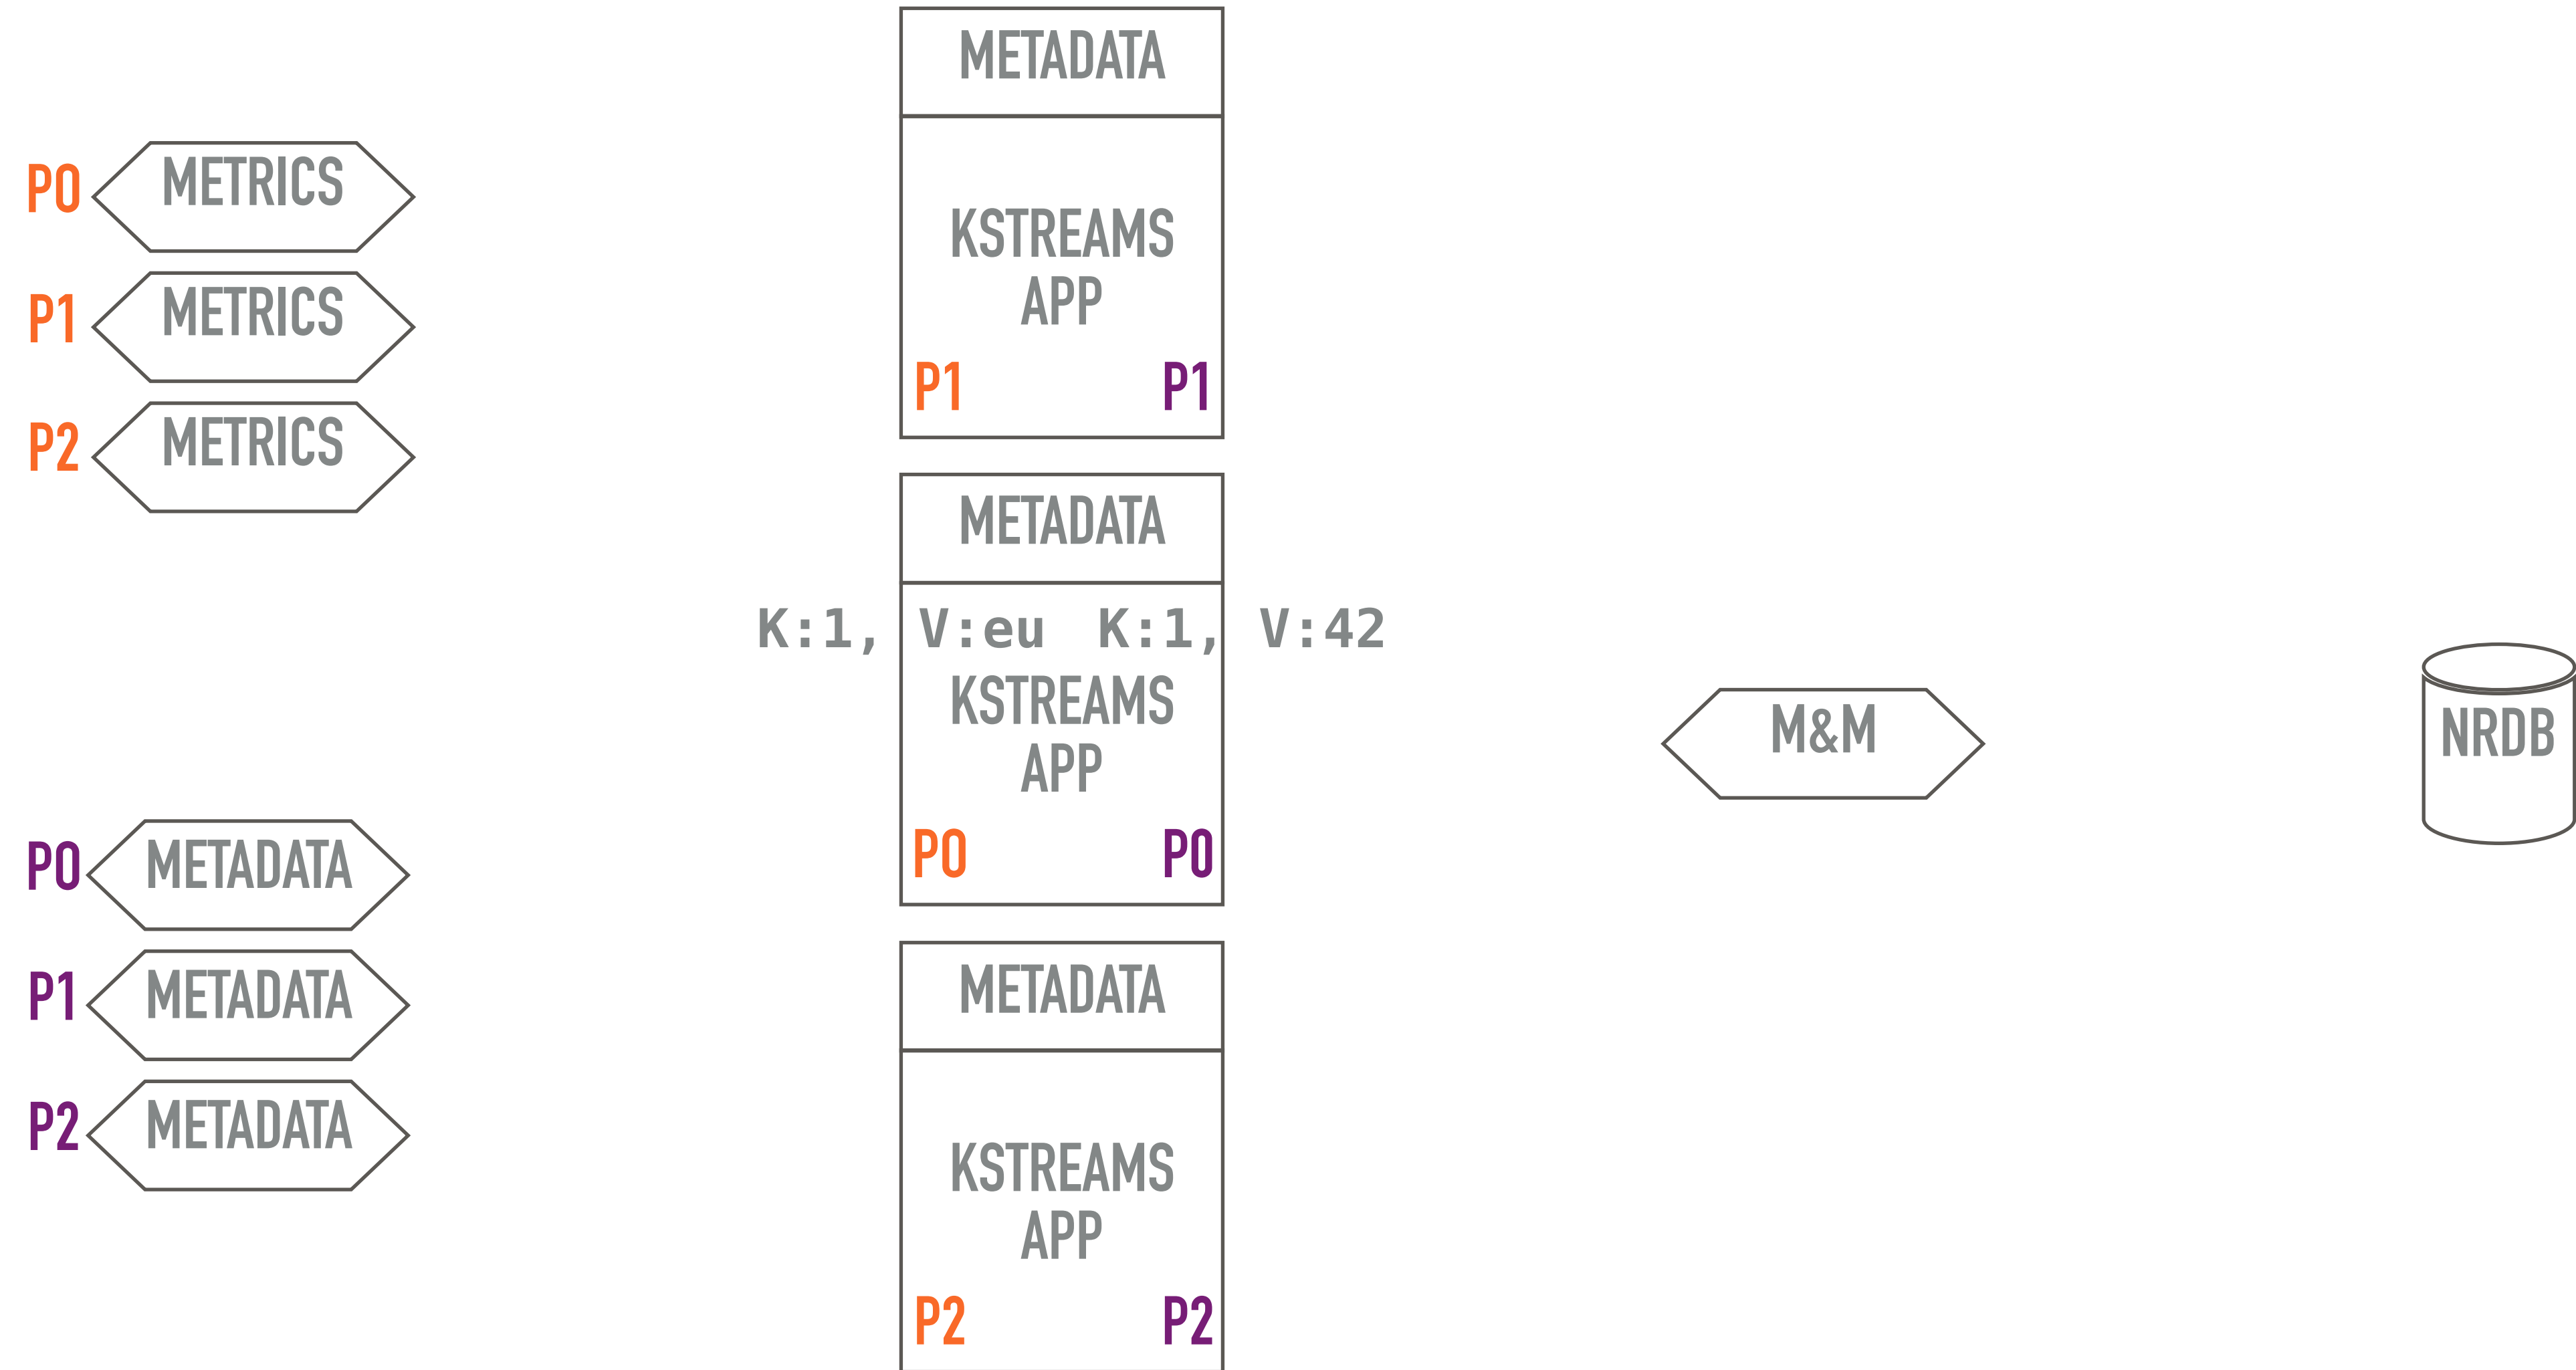 P0 METRICS
P1 METRICS
P2 METRICS
P0 METADATA
P1 METADATA
P2 METADATA
METADATA
KSTREAMS
APP
P1 P1
METADATA
K:1, V:eu K:1, V:42
KSTREAMS
APP
P0 P0
METADATA
KSTREAMS
APP
P2 P2
M&M
NRDB